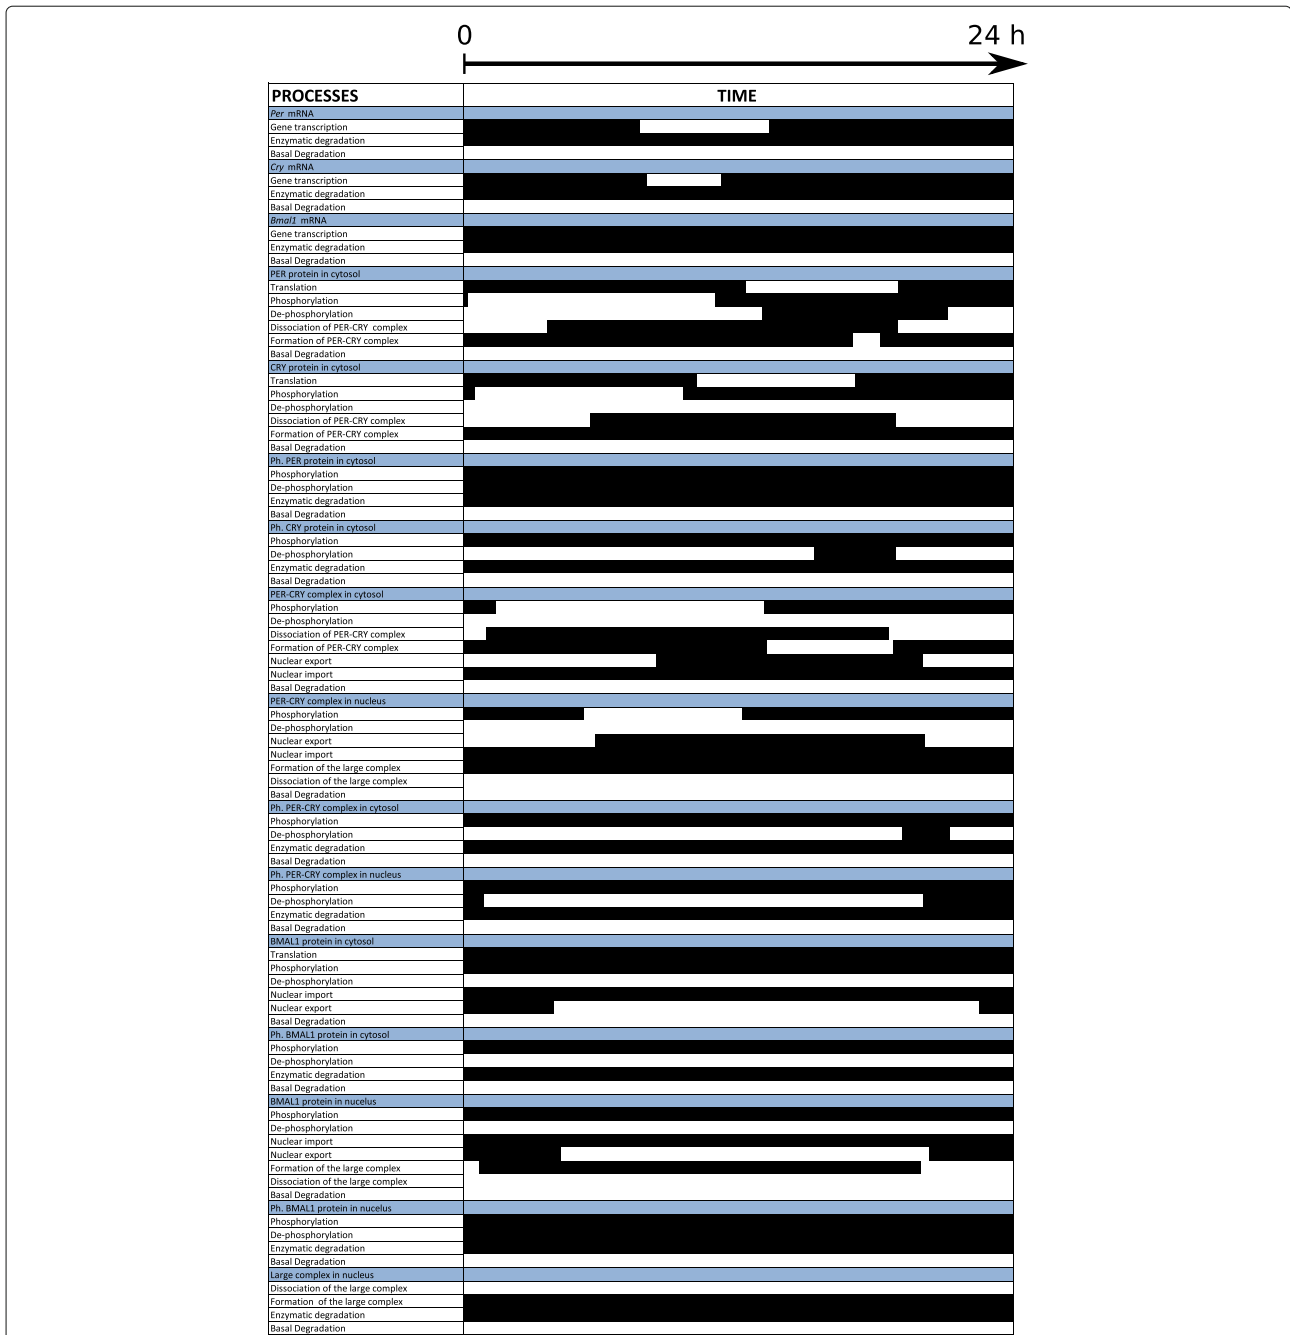 0 24 h
PROCESSES TIME
Per mRNA
Gene transcription
Enzymatic degradation
Basal Degradation
Cry mRNA
Gene transcription
Enzymatic degradation
Basal Degradation
Bmal1 mRNA
Gene transcription
Enzymatic degradation
Basal Degradation
PER protein in cytosol
Translation
Phosphorylation
De-phosphorylation
Dissociation of PER-CRY complex
Formation of PER-CRY complex
Basal Degradation
CRY protein in cytosol
Translation
Phosphorylation
De-phosphorylation
Dissociation of PER-CRY complex
Formation of PER-CRY complex
Basal Degradation
Ph. PER protein in cytosol
Phosphorylation
De-phosphorylation
Enzymatic degradation
Basal Degradation
Ph. CRY protein in cytosol
Phosphorylation
De-phosphorylation
Enzymatic degradation
Basal Degradation
PER-CRY complex in cytosol
Phosphorylation
De-phosphorylation
Dissociation of PER-CRY complex
Formation of PER-CRY complex
Nuclear export
Nuclear import
Basal Degradation
PER-CRY complex in nucleus
Phosphorylation
De-phosphorylation
Nuclear export
Nuclear import
Formation of the large complex
Dissociation of the large complex
Basal Degradation
Ph. PER-CRY complex in cytosol
Phosphorylation
De-phosphorylation
Enzymatic degradation
Basal Degradation
Ph. PER-CRY complex in nucleus
Phosphorylation
De-phosphorylation
Enzymatic degradation
Basal Degradation
BMAL1 protein in cytosol
Translation
Phosphorylation
De-phosphorylation
Nuclear import
Nuclear export
Basal Degradation
Ph. BMAL1 protein in cytosol
Phosphorylation
De-phosphorylation
Enzymatic degradation
Basal Degradation
BMAL1 protein in nucelus
Phosphorylation
De-phosphorylation
Nuclear import
Nuclear export
Formation of the large complex
Dissociation of the large complex
Basal Degradation
Ph. BMAL1 protein in nucelus
Phosphorylation
De-phosphorylation
Enzymatic degradation
Basal Degradation
Large complex in nucleus
Dissociation of the large complex
Formation of the large complex
Enzymatic degradation
Basal Degradation